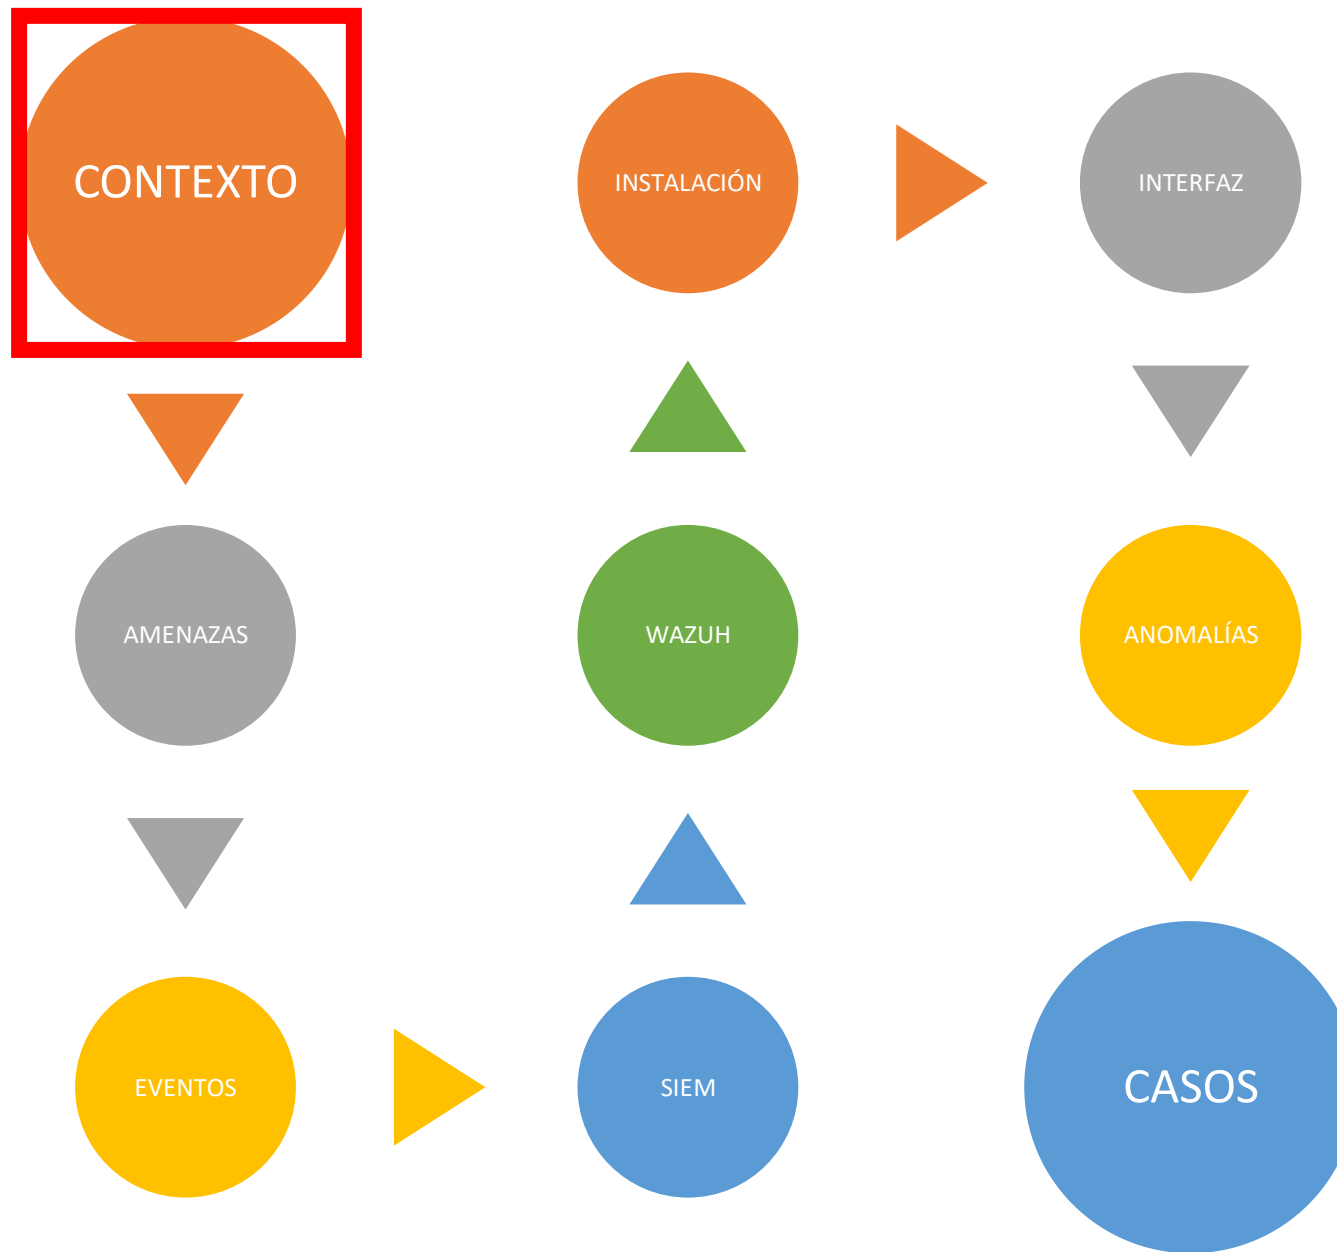 CONTEXTO
AMENAZAS
EVENTOS
SIEM
WAZUH
INSTALACIÓN
INTERFAZ
ANOMALÍAS
CASOS